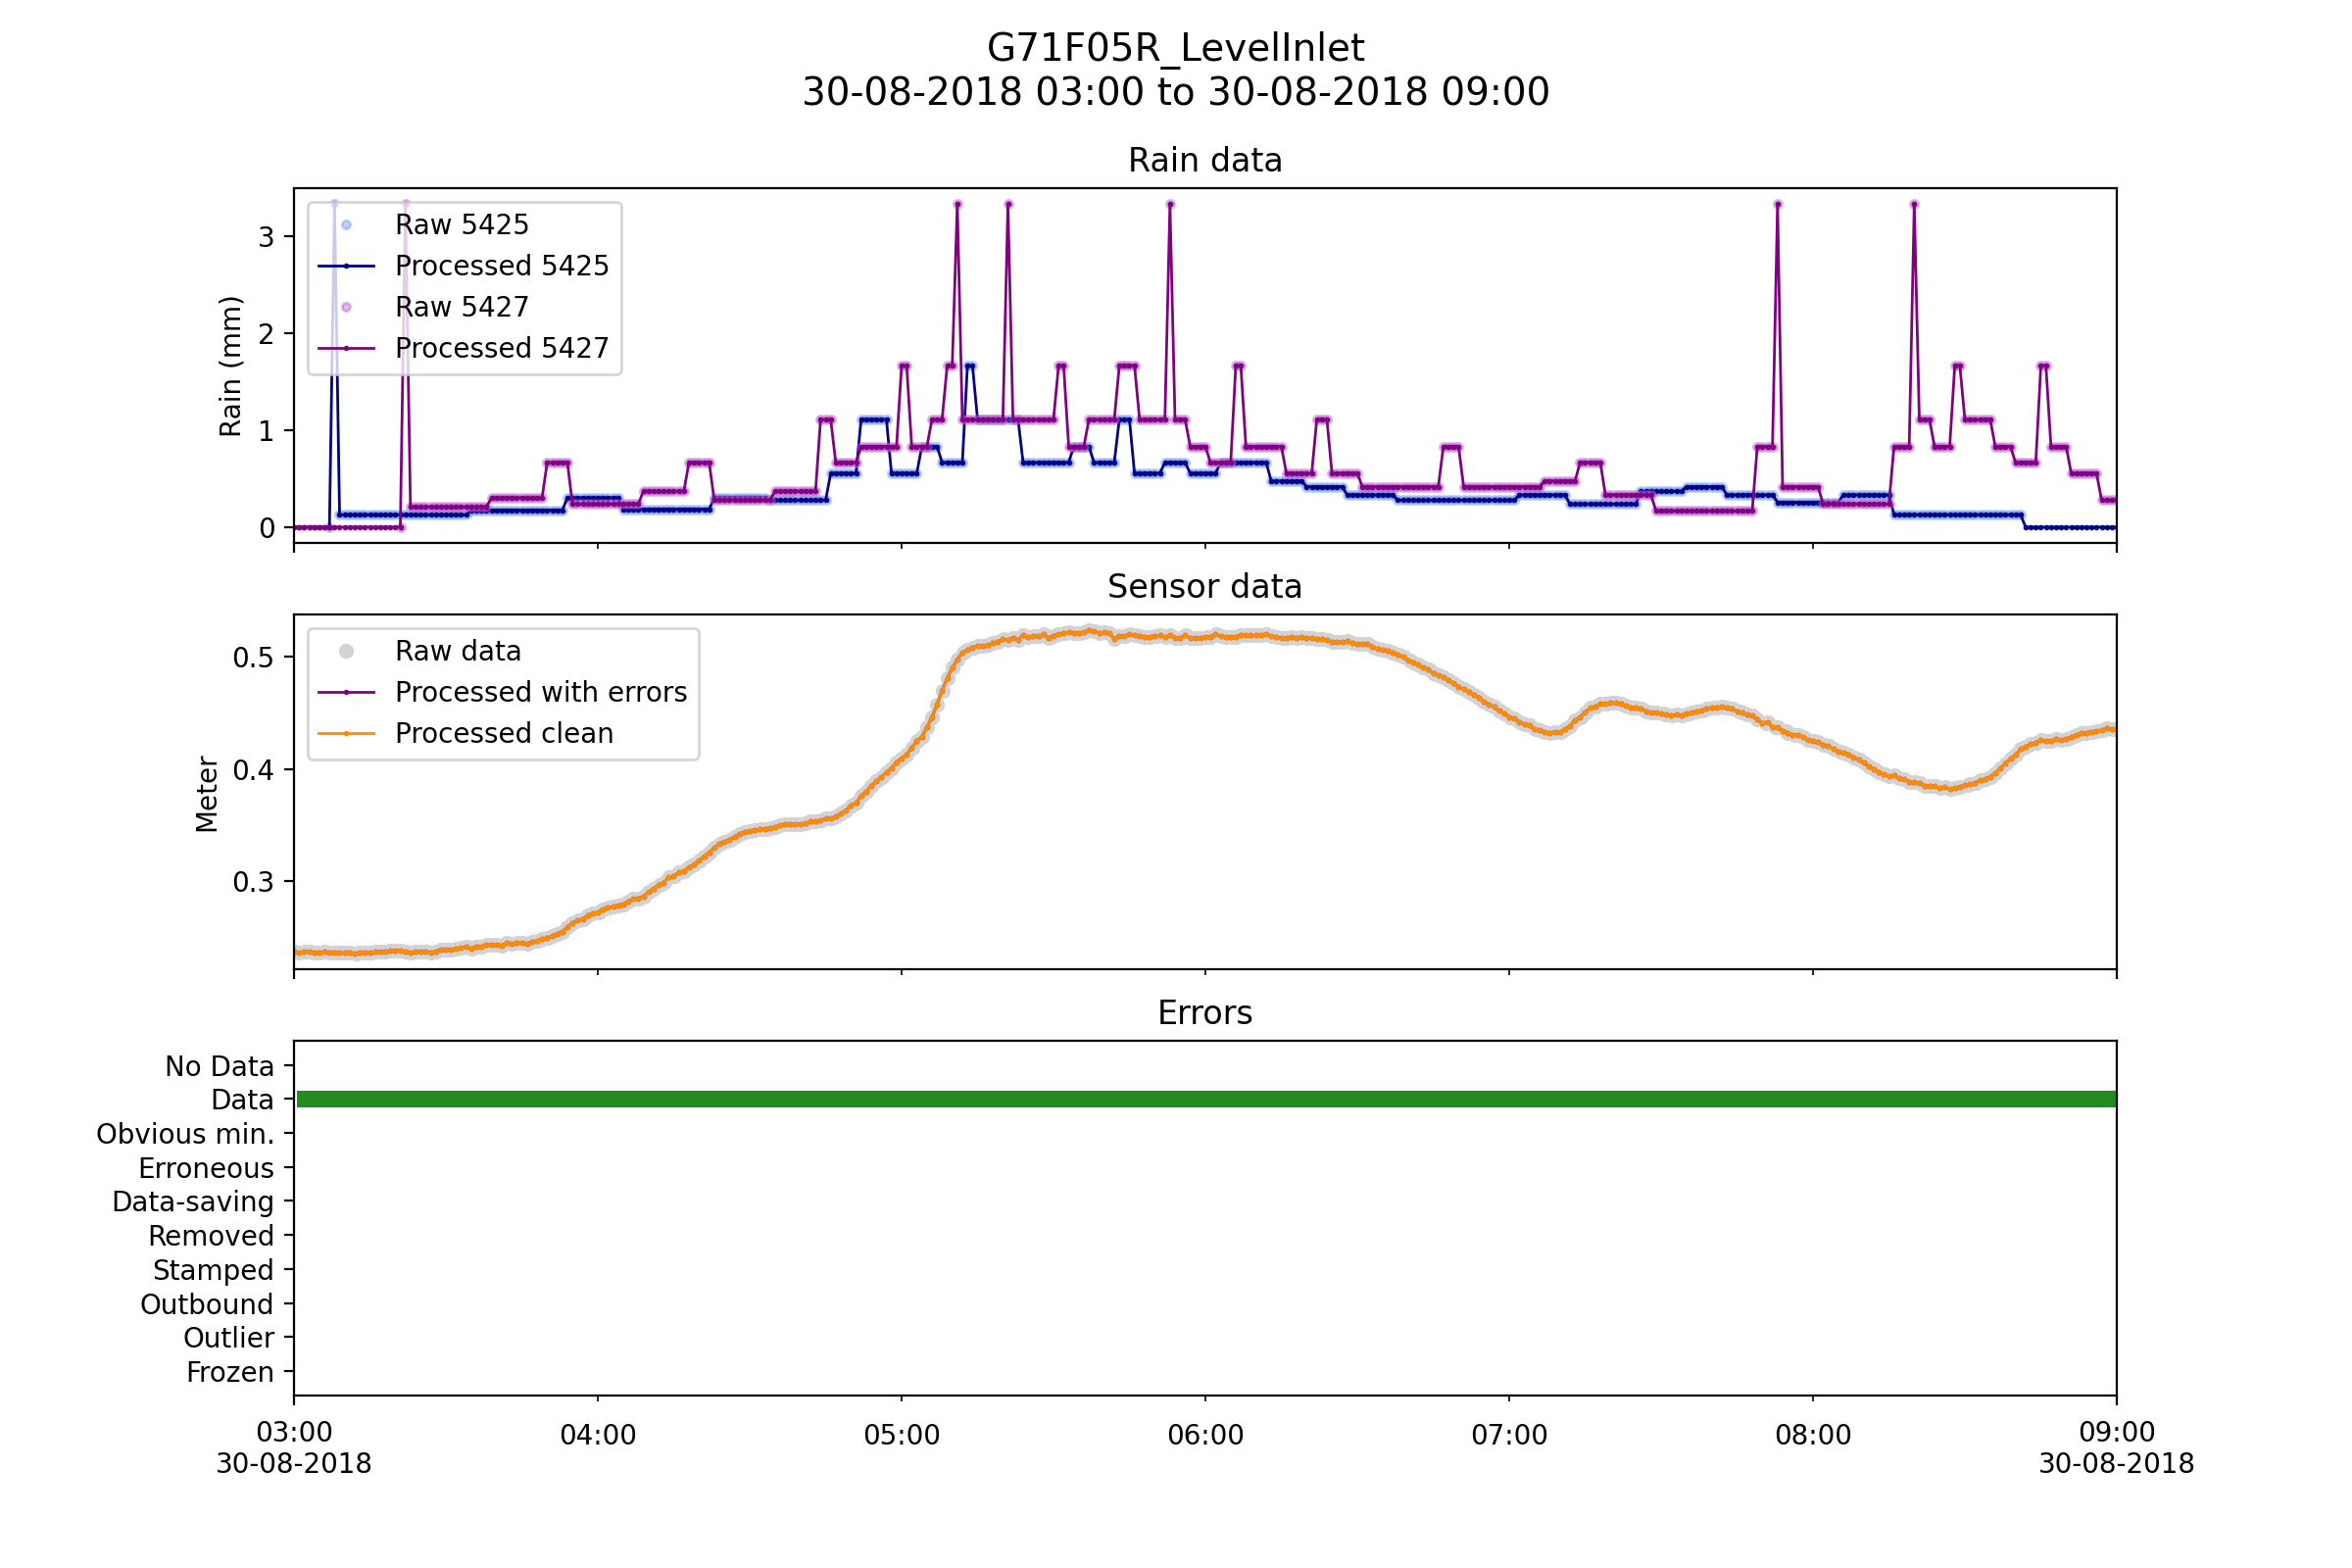 G71F05R_LevelInlet
30-08-2018 03:00 to 30-08-2018 09:00
Rain data
Rain (mm)
3
2
1
0
Raw 5425
Processed 5425
Raw 5427
Processed 5427
Sensor data
Meter
0.5
0.4
0.3
Raw data
Processed with errors
Processed clean
Errors
No Data
Data
Obvious min.
Erroneous
Data-saving
Removed
Stamped
Outbound
Outlier
Frozen
03:00 04:00 05:00 06:00 07:00 08:00 09:00
30-08-2018 30-08-2018